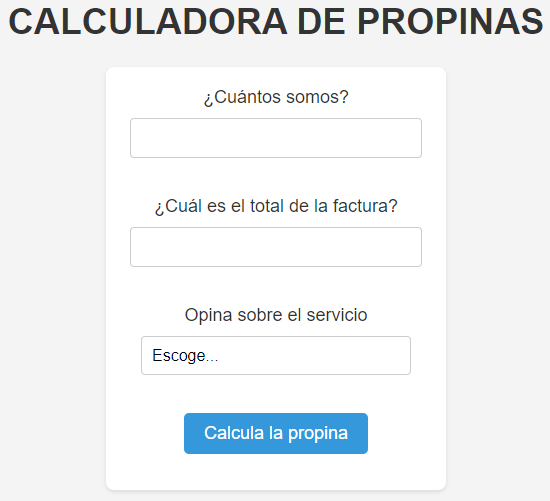 CALCULADORA DE PROPINAS
¿Cuántos somos?
¿Cuál es el total de la factura?
Opina sobre el servicio
Escoge...
Calcula la propina